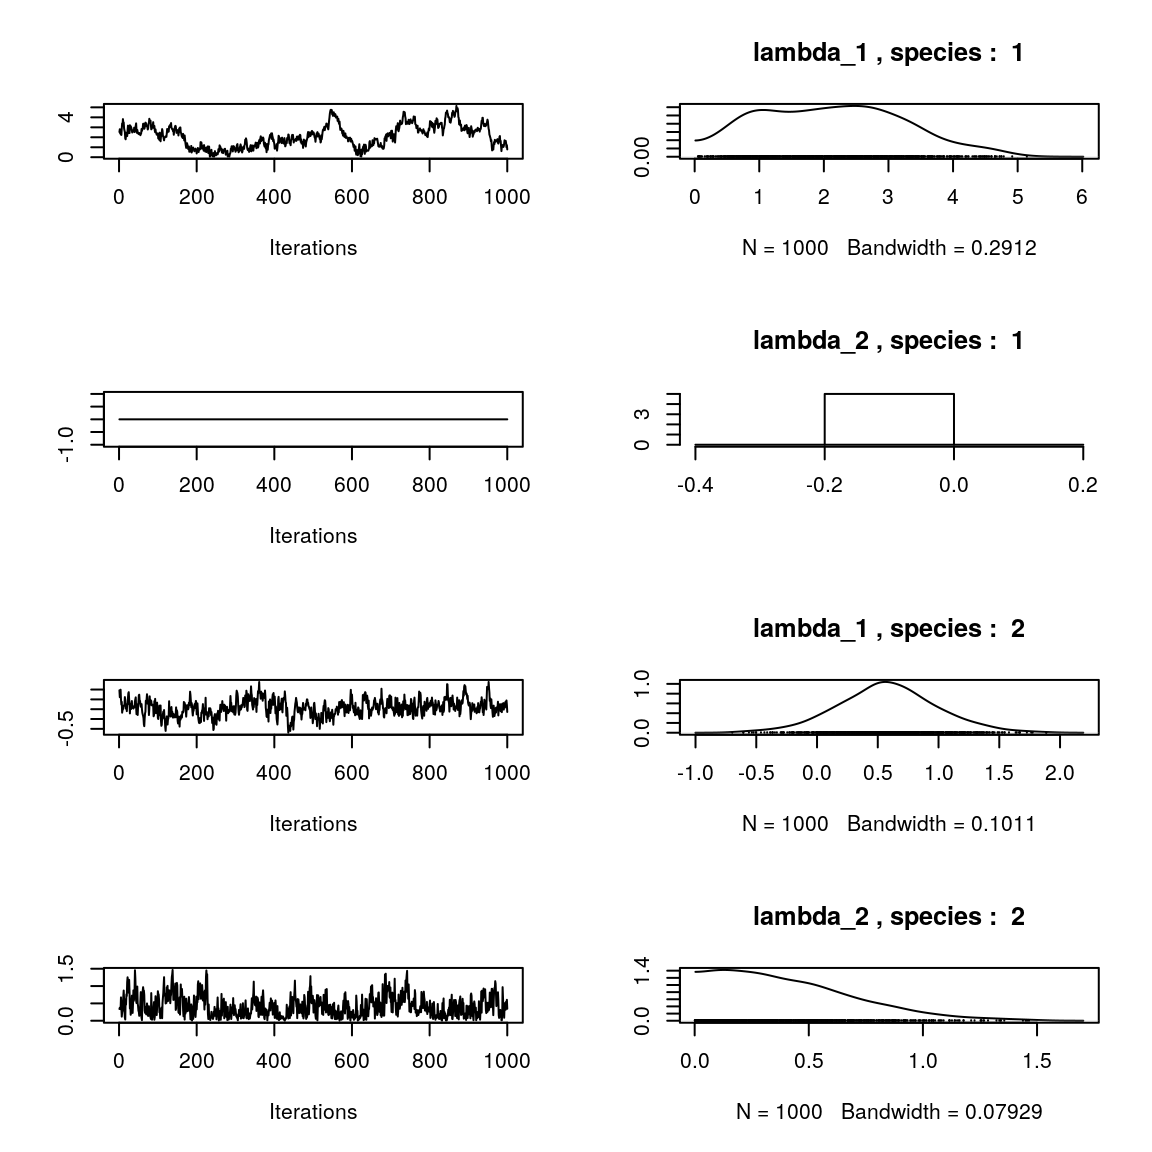 lambda_1 , species :  1
4
0
0.00
0 200 400 600 800 1000
0 1 2 3 4 5 6
Iterations
N = 1000   Bandwidth = 0.2912
lambda_2 , species :  1
-1.0
3
0
0 200 400 600 800 1000
-0.4 -0.2 0.0 0.2
Iterations
lambda_1 , species :  2
-0.5
1.0
0.0
0 200 400 600 800 1000
-1.0 -0.5 0.0 0.5 1.0 1.5 2.0
Iterations
N = 1000   Bandwidth = 0.1011
lambda_2 , species :  2
1.5
0.0
1.4
0.0
0 200 400 600 800 1000
0.0 0.5 1.0 1.5
Iterations
N = 1000   Bandwidth = 0.07929